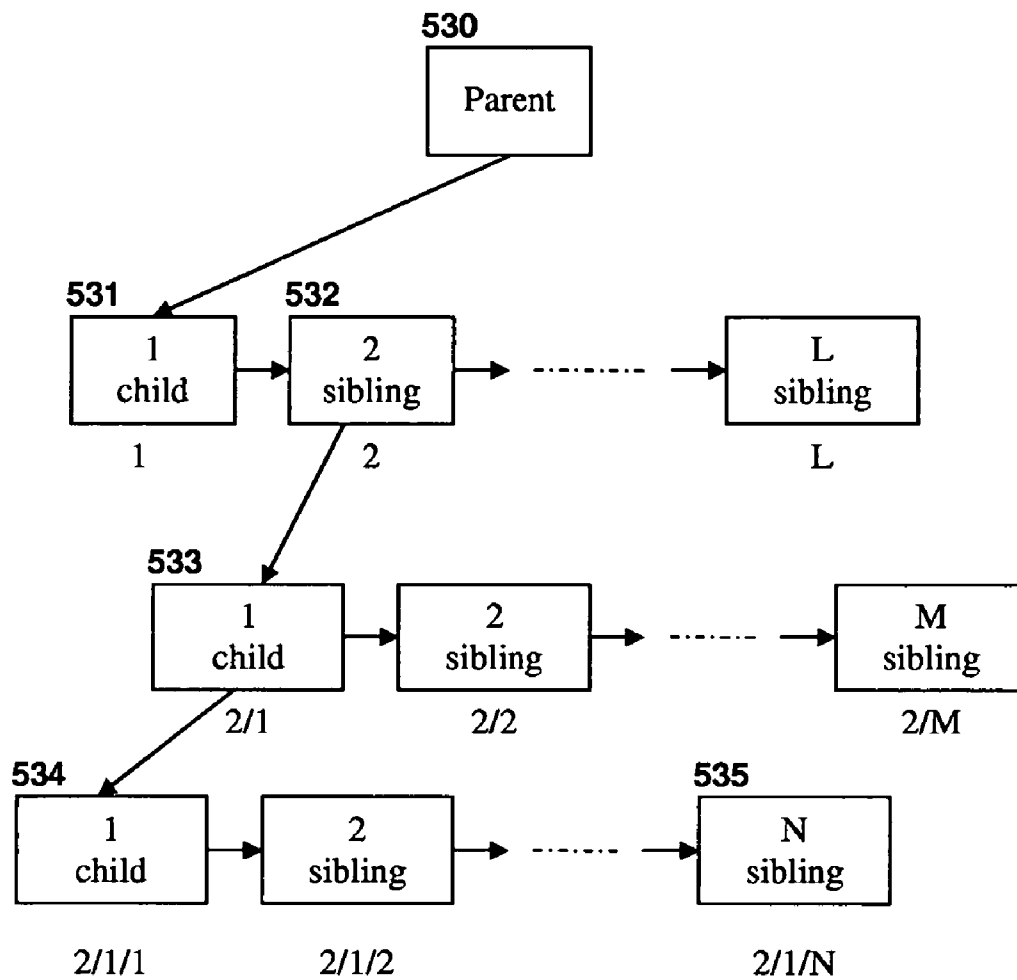 530
Parent
531
532
1
child
2
sibling
L
sibling
1
2
L
533
1
child
2
sibling
M
sibling
2/1
2/2
2/M
534
535
1
child
2
sibling
N
sibling
2/1/1
2/1/2
2/1/N